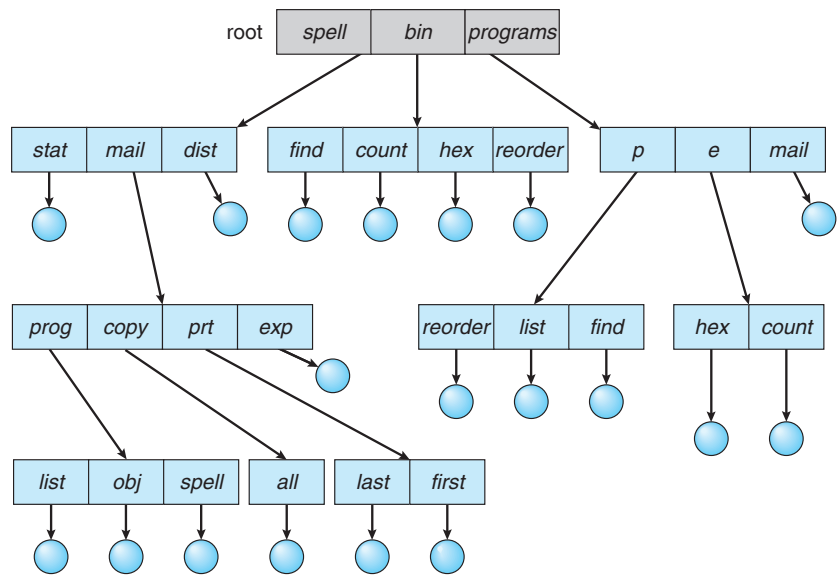 root spell bin programs
stat mail dist find count hex reorder p e mail
prog copy prt exp reorder list find hex count
list obj spell all last first